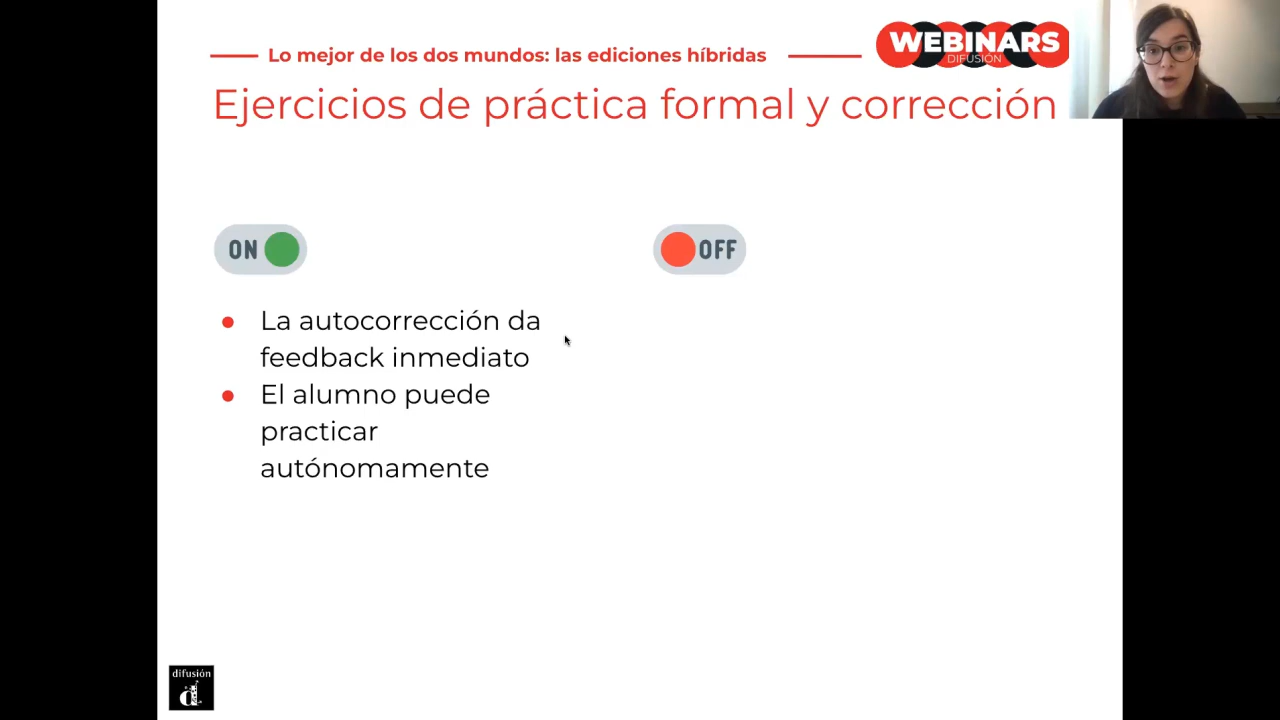 Lo mejor de los dos mundos: las ediciones híbridas
WEBINARS
DIFUSIÓN
Ejercicios de práctica formal y corrección
ON
OFF
● La autocorrección da
feedback inmediato
● El alumno puede
practicar
autónomamente
difusión
d